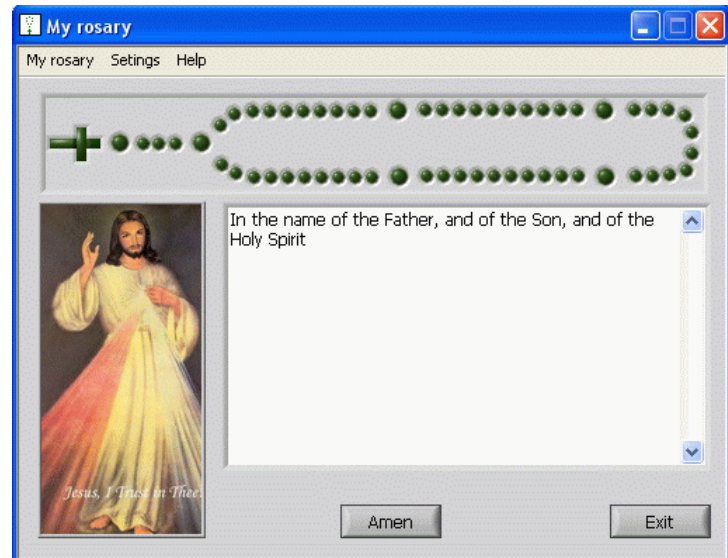 My rosary
My rosary Setings Help
In the name of the Father, and of the Son, and of the
Holy Spirit
Jesus, I Trust in Thee.
Amen
Exit